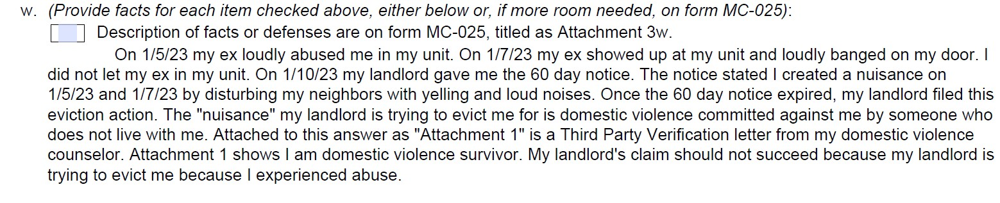 w. (Provide facts for each item checked above, either below or, if more room needed, on form MC-025):
Description of facts or defenses are on form MC-025, titled as Attachment 3w.
On 1/5/23 my ex loudly abused me in my unit. On 1/7/23 my ex showed up at my unit and loudly banged on my door. I
did not let my ex in my unit. On 1/10/23 my landlord gave me the 60 day notice. The notice stated I created a nuisance on
1/5/23 and 1/7/23 by disturbing my neighbors with yelling and loud noises. Once the 60 day notice expired, my landlord filed this
eviction action. The "nuisance" my landlord is trying to evict me for is domestic violence committed against me by someone who
does not live with me. Attached to this answer as "Attachment 1" is a Third Party Verification letter from my domestic violence
counselor. Attachment 1 shows I am domestic violence survivor. My landlord's claim should not succeed because my landlord is
trying to evict me because I experienced abuse.